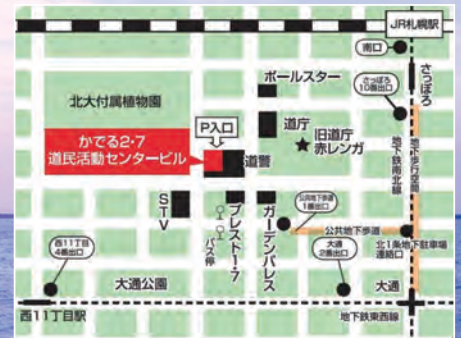 JR札幌駅
南口
さっぽろ
ポールスター
さっぽろ
10番出口
北大付属植物園
P入口
道庁
旧道庁
赤レンガ
地下鉄南北線
地下歩行空間
かでる2・7
道民活動センタービル
道警
STV
バス停
プレスト1・7
ガーデンパレス
公共地下歩道
1番出口
公共地下歩道
北1条地下駐車場
連絡口
西11丁目
4番出口
大通
2番出口
大通公園
大通
西11丁目駅
地下鉄東西線